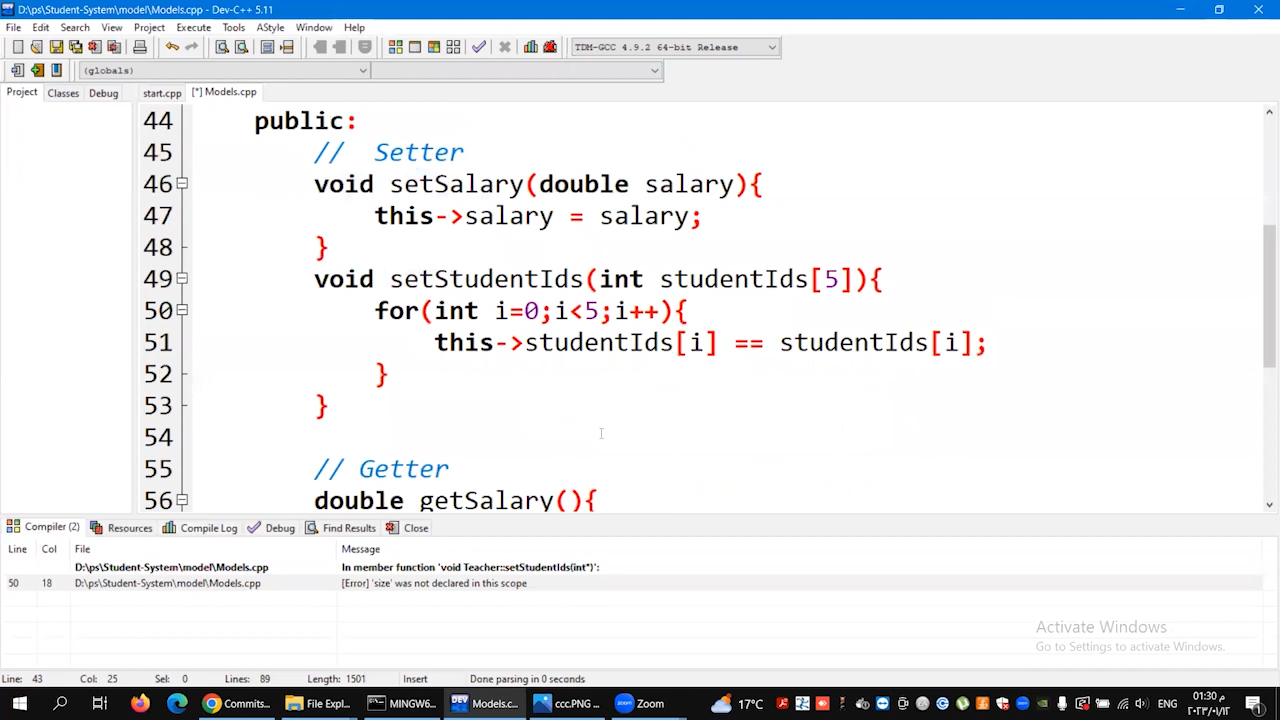 D:\ps\Student-System\model\Models.cpp - Dev-C++ 5.11
File Edit Search View Project Execute Tools AStyle Window Help
TDM-GCC 4.9.2 64-bit Release
(globals)
Project Classes Debug start.cpp [*] Models.cpp
44 public:
45 // Setter
46 void setSalary(double salary){
47 this->salary = salary;
48 }
49 void setStudentIds(int studentIds[5]){
50 for(int i=0;i<5;i++){
51 this->studentIds[i] == studentIds[i];
52 }
53 }
54
55 // Getter
56 double getSalary(){
Compiler (2) Resources Compile Log Debug Find Results Close
Line Col File Message
D:\ps\Student-System\model\Models.cpp In member function 'void Teacher::setStudentIds(int*)':
50 18 D:\ps\Student-System\model\Models.cpp [Error] 'size' was not declared in this scope
Activate Windows
Go to Settings to activate Windows.
Line: 43 Col: 25 Sel: 0 Lines: 89 Length: 1501 Insert Done parsing in 0 seconds
Commits... File Expl... MINGW6... Models.c... ccc.PNG ... Zoom 17°C ENG 01:30 م